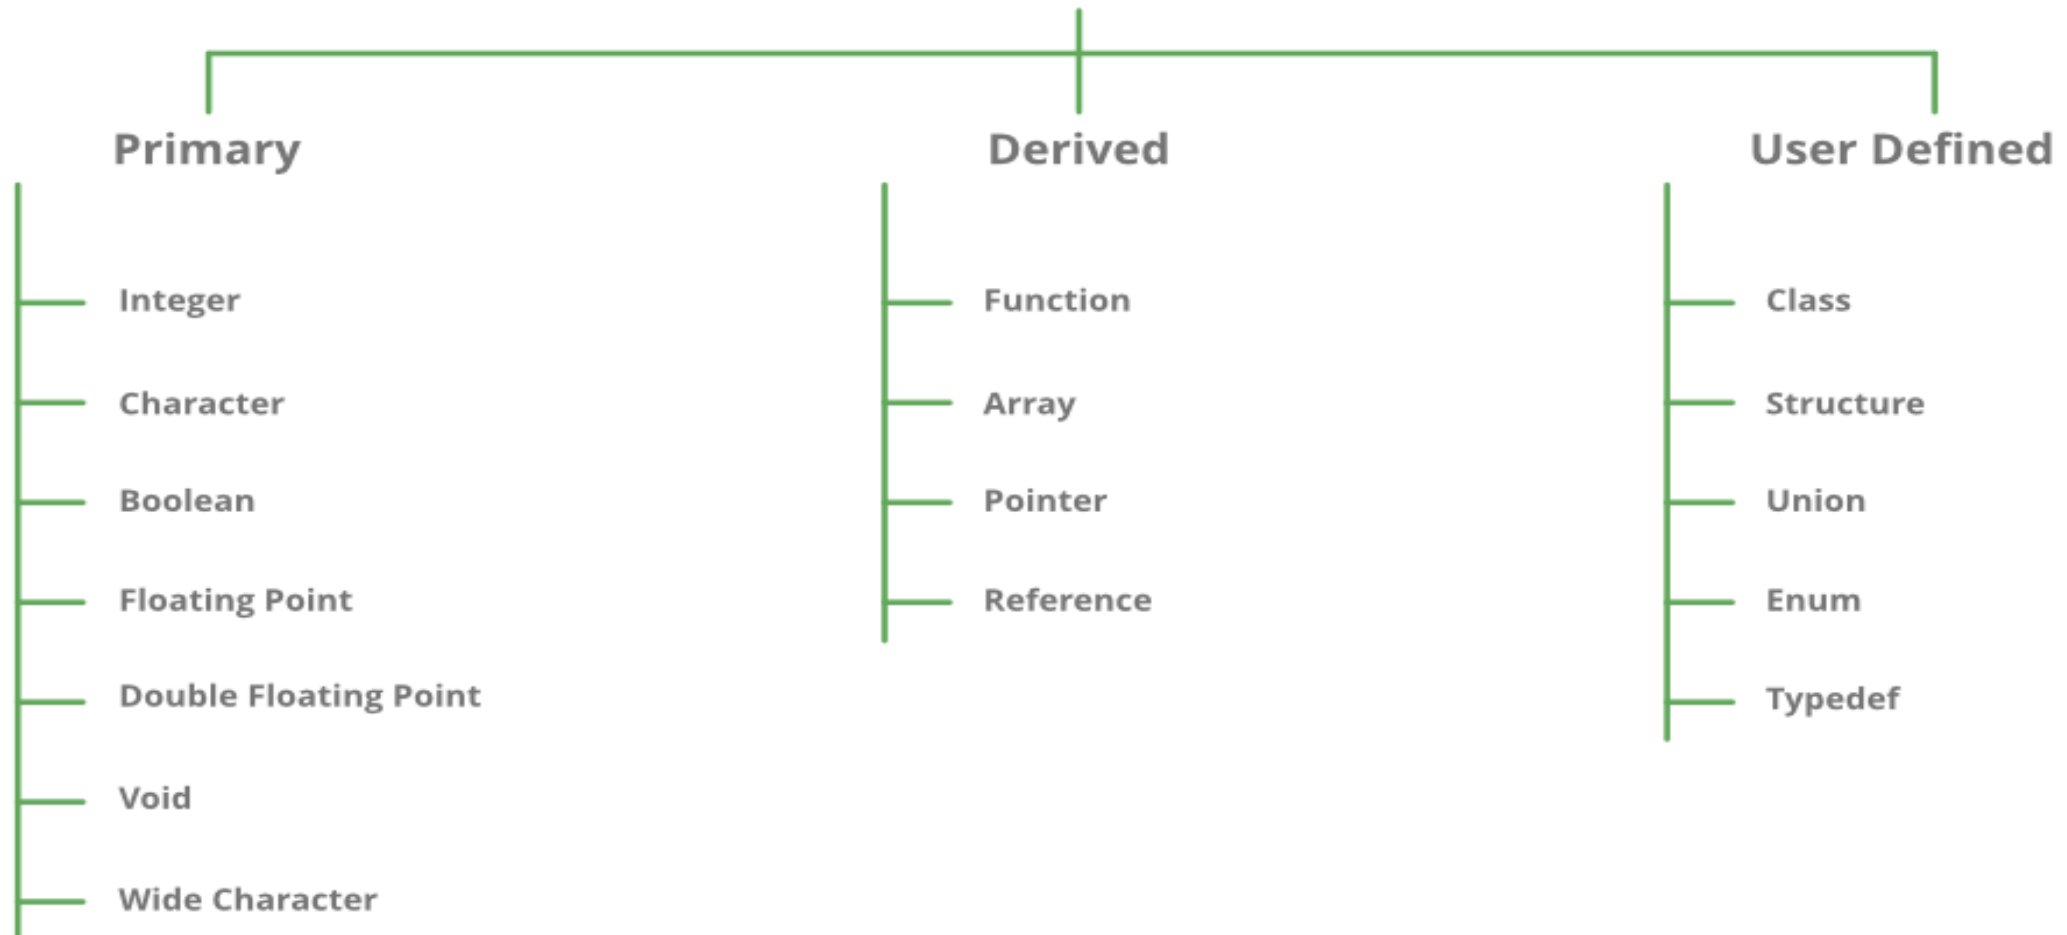 Primary
Integer
Character
Boolean
Floating Point
Double Floating Point
Void
Wide Character
Derived
Function
Array
Pointer
Reference
User Defined
Class
Structure
Union
Enum
Typedef